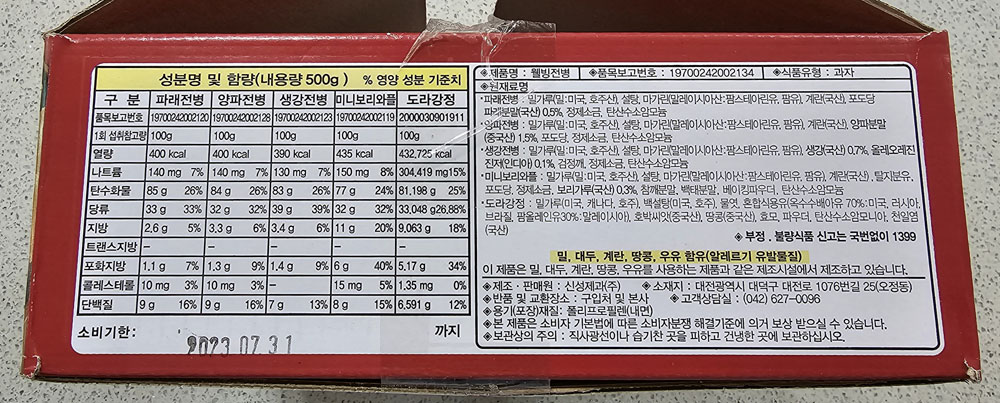 성분명 및 함량(내용량 500g) % 영양 성분 기준치
구 분 파래전병 양파전병 생강전병 미니보리와플 도라강정
품목보고번호 19700242002120 19700242002128 19700242002123 19700242002119 2000030901911
1회 섭취참고량 100g 100g 100g 100g 100g
열량 400 kcal 400 kcal 390 kcal 435 kcal 432,725 kcal
나트륨 140 mg 7% 140 mg 7% 130 mg 7% 150 mg 8% 304,419 mg15%
탄수화물 85 g 26% 84 g 26% 83 g 26% 77 g 24% 81,198 g 25%
당류 33 g 33% 32 g 32% 39 g 39% 32 g 32% 33,048 g26,88%
지방 2,6 g 5% 3,3 g 6% 3,4 g 6% 11 g 20% 9,063 g 18%
트랜스지방 – – – – –
포화지방 1,1 g 7% 1,3 g 9% 1,4 g 9% 6 g 40% 5,17 g 34%
콜레스테롤 10 mg 3% 10 mg 3% – 15 mg 5% 1,35 mg 0%
단백질 9 g 16% 9 g 16% 7 g 13% 8 g 15% 6,591 g 12%
소비기한: 2023.07.31 까지
◈제품명 : 웰빙전병 ◈품목보고번호 : 19700242002134 ◈식품유형 : 과자
◈원재료명
·파래전병 : 밀가루(밀:미국, 호주산), 설탕, 마가린(말레이시아산:팜스테아린유, 팜유), 계란(국산), 포도당
파래분말(국산) 0.5%, 정제소금, 탄산수소암모늄
·양파전병 : 밀가루(밀:미국, 호주산), 설탕, 마가린(말레이시아산:팜스테아린유, 팜유), 계란(국산), 양파분말
(중국산) 1,5%, 포도당, 정제소금, 탄산수소암모늄
·생강전병 : 밀가루(밀:미국, 호주산), 설탕, 마가린(말레이시아산:팜스테아린유, 팜유), 생강(국산) 0.7%, 올레오레진
진저(인디아) 0.1%, 검정깨, 정제소금, 탄산수소암모늄
·미니보리와플 : 밀가루(밀:미국, 호주산), 설탕, 마가린(말레이시아산:팜스테아린유, 팜유), 계란(국산), 탈지분유,
포도당, 정제소금, 보리가루(국산) 0.3%, 참깨분말, 백태분말, 베이킹파우더, 탄산수소암모늄
·도라강정 : 밀가루(미국, 캐나다, 호주), 백설탕(미국, 호주), 물엿, 혼합식용유(옥수수배아유 70%:미국, 러시아,
브라질, 팜올레인유30%:말레이시아), 호박씨앗(중국산), 땅콩(중국산), 효모, 파우더, 탄산수소암모니아, 천일염
(국산)
◈부정 . 불량식품 신고는 국번없이 1399
밀, 대두, 계란, 땅콩, 우유 함유(알레르기 유발물질)
이 제품은 밀, 대두, 계란, 땅콩, 우유를 사용하는 제품과 같은 제조시설에서 제조하고 있습니다.
◈제조 · 판매원 : 신성제과(주) ◈소재지 : 대전광역시 대덕구 대전로 1076번길 25(오정동)
◈반품 및 교환장소 : 구입처 및 본사 ◈고객상담실 : (042) 627-0096
◈용기(포장)재질: 폴리프로필렌(내면)
◈본 제품은 소비자 기본법에 따른 소비자분쟁 해결기준에 의거 보상 받으실 수 있습니다.
◈보관상의 주의 : 직사광선이나 습기찬 곳을 피하고 건냉한 곳에 보관하십시오.